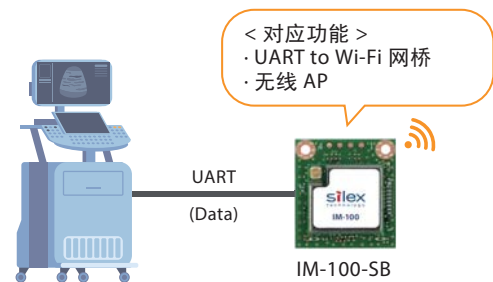 < 对应功能 >
· UART to Wi-Fi 网桥
· 无线 AP
UART
(Data)
silex
technology
IM-100
IM-100-SB